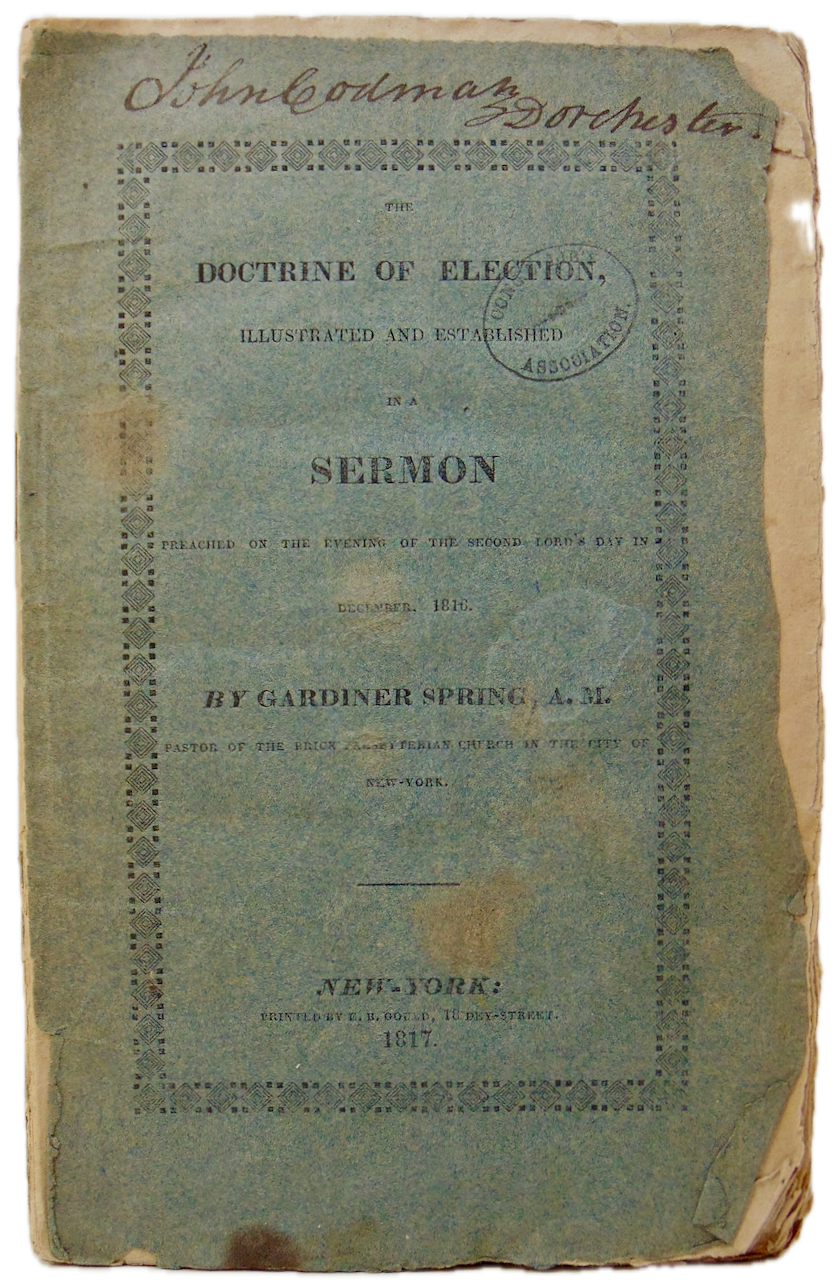 John Codman
Dorchester.
THE
DOCTRINE OF ELECTION,
ILLUSTRATED AND ESTABLISHED
IN A
SERMON
PREACHED ON THE EVENING OF THE SECOND LORD'S DAY IN
DECEMBER, 1816.
BY GARDINER SPRING, A. M.
PASTOR OF THE BRICK PRESBYTERIAN CHURCH IN THE CITY OF
NEW-YORK.
NEW-YORK:
PRINTED BY E. B. GOULD, 18 DEY-STREET.
1817.
ASSOCIATION.